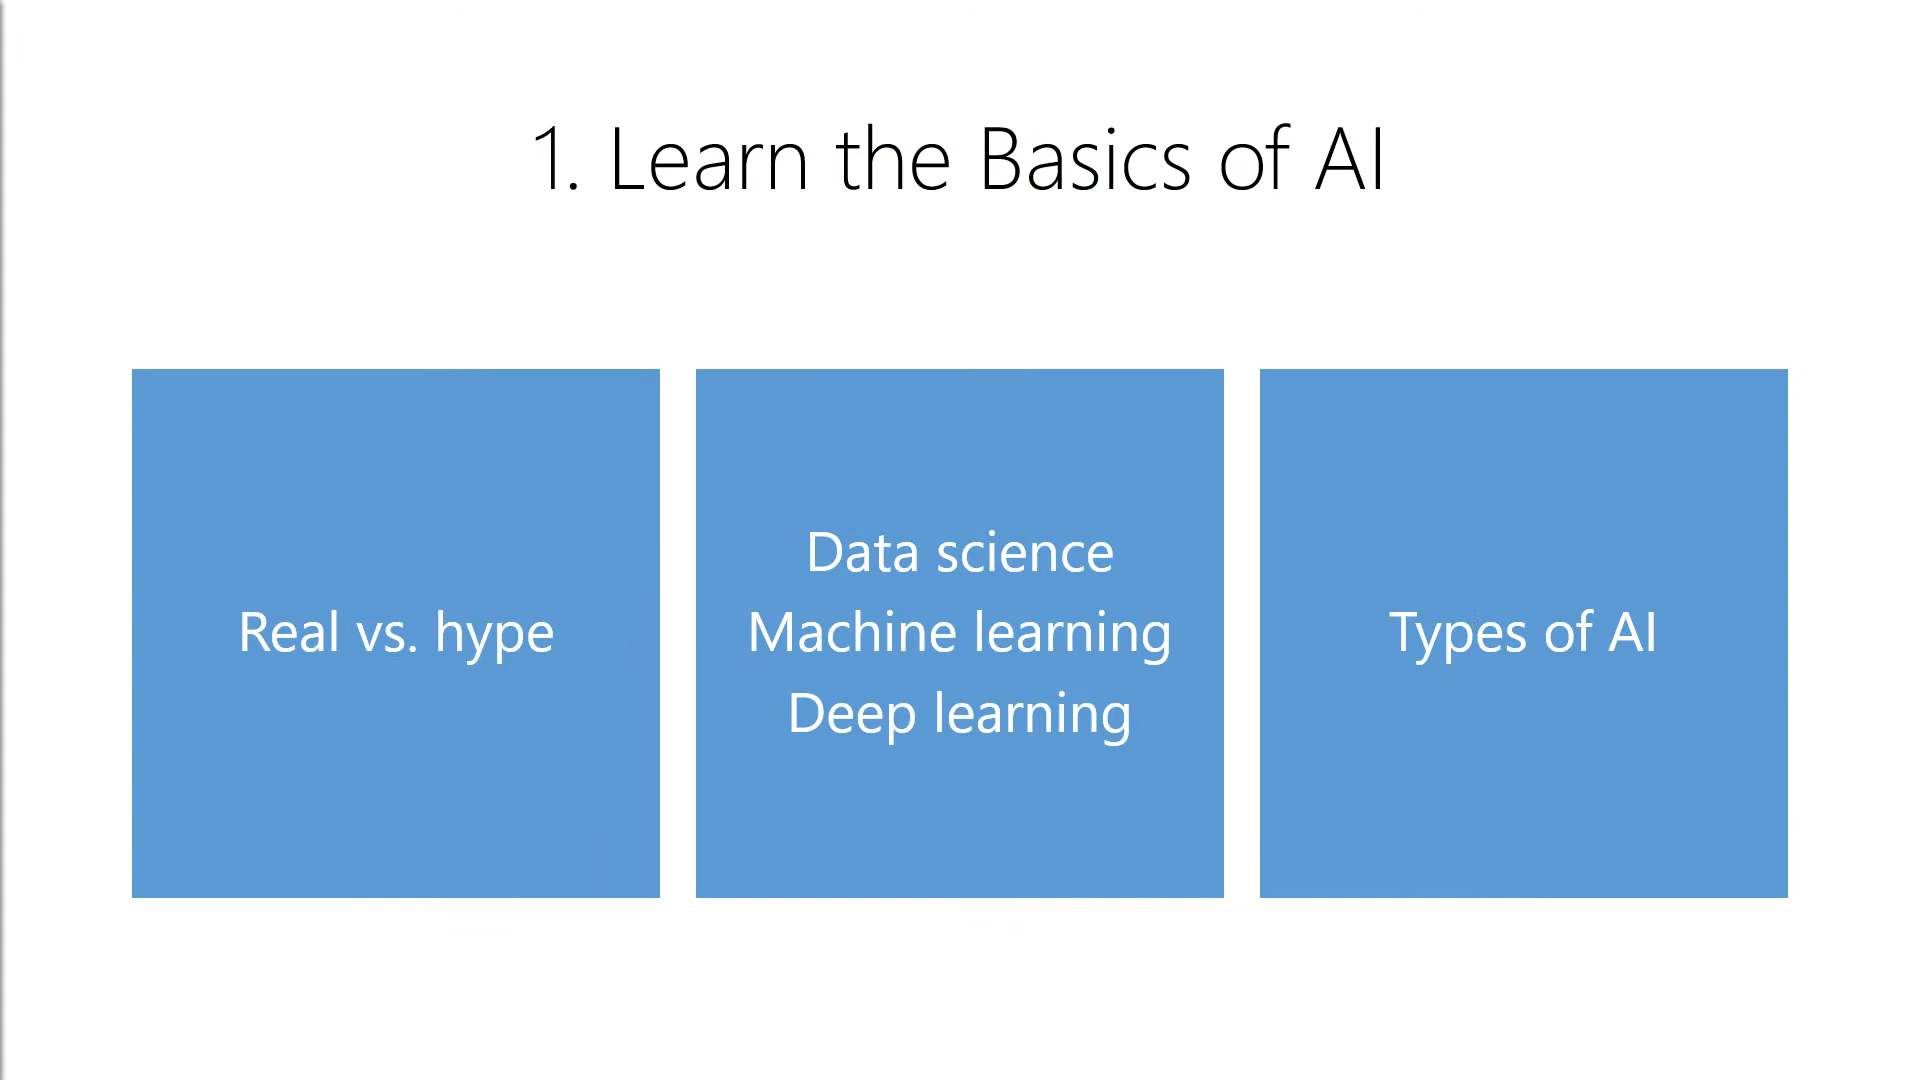 1. Learn the Basics of AI
Real vs. hype
Data science
Machine learning
Deep learning
Types of AI